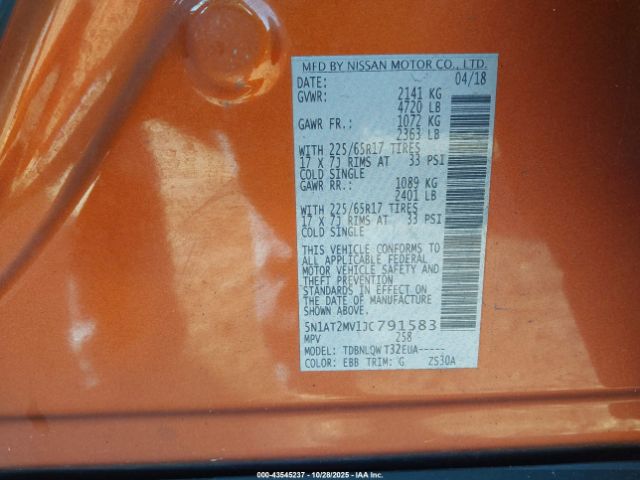 MFD BY NISSAN MOTOR CO., LTD.
DATE: 04/18
GVWR: 2141 KG
4720 LB
GAWR FR.: 1072 KG
2363 LB
WITH 225/65R17 TIRES
17 X 7J RIMS AT 33 PSI
COLD SINGLE
GAWR RR.: 1089 KG
2401 LB
WITH 225/65R17 TIRES
17 X 7J RIMS AT 33 PSI
COLD SINGLE
THIS VEHICLE CONFORMS TO
ALL APPLICABLE FEDERAL
MOTOR VEHICLE SAFETY AND
THEFT PREVENTION
STANDARDS IN EFFECT ON
THE DATE OF MANUFACTURE
SHOWN ABOVE.
5N1AT2MV1JC791583
MPV 258
MODEL: TDBNLQW T32EUA-----
COLOR: EBB TRIM: G 2S30A
000-43545237 - 10/28/2025 - IAA Inc.